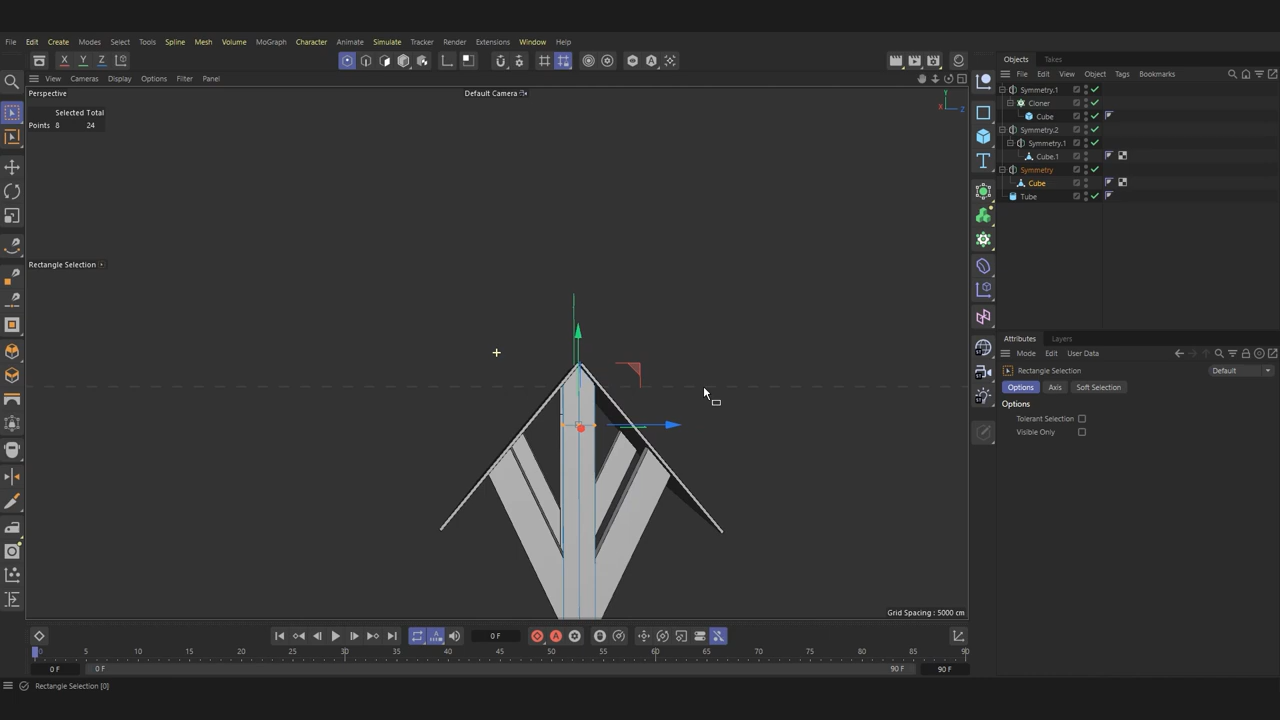 File Edit Create Modes Select Tools Spline Mesh Volume MoGraph Character Animate Simulate Tracker Render Extensions Window Help
X Y Z
Objects Takes
View Cameras Display Options Filter Panel
File Edit View Object Tags Bookmarks
Perspective
Default Camera
Symmetry.1
Cloner
Cube
Selected Total
Points 8 24
Symmetry.2
Symmetry.1
Cube.1
Symmetry
Cube
Tube
Rectangle Selection
Attributes Layers
Mode Edit User Data
Rectangle Selection
Default
Options Axis Soft Selection
Options
Tolerant Selection
Visible Only
Grid Spacing : 5000 cm
0 F
0 5 10 15 20 25 30 35 40 45 50 55 60 65 70 75 80 85 90
0 F 0 F 90 F 90 F
Rectangle Selection [0]